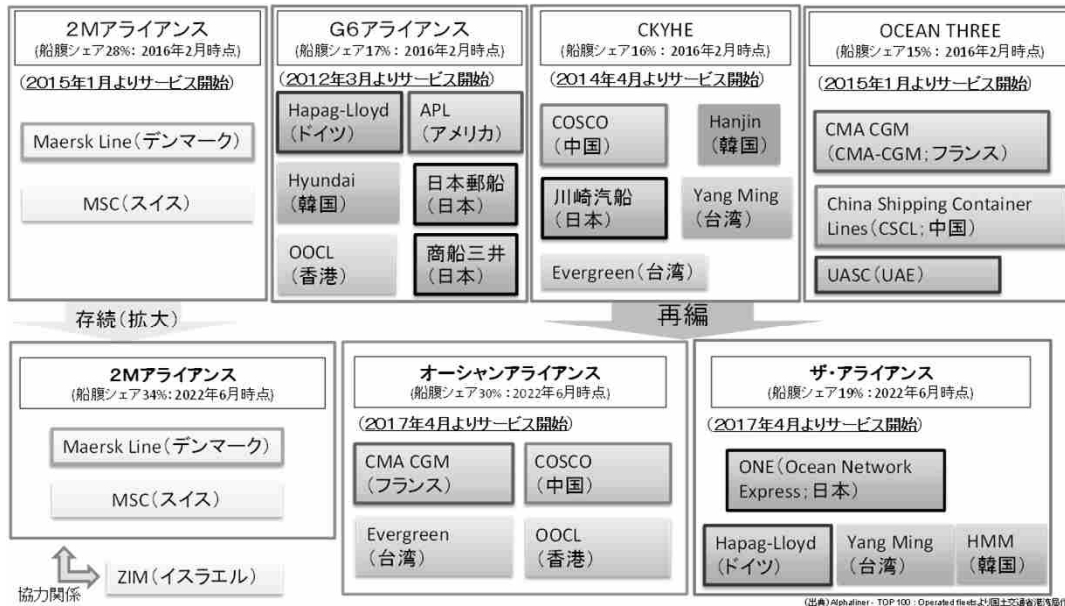 2Mアライアンス
(船腹シェア28%：2016年2月時点)
(2015年1月よりサービス開始)
Maersk Line(デンマーク)
MSC(スイス)
G6アライアンス
(船腹シェア17%：2016年2月時点)
(2012年3月よりサービス開始)
Hapag-Lloyd
(ドイツ)
APL
(アメリカ)
Hyundai
(韓国)
日本郵船
(日本)
OOCL
(香港)
商船三井
(日本)
CKYHE
(船腹シェア16%：2016年2月時点)
(2014年4月よりサービス開始)
COSCO
(中国)
Hanjin
(韓国)
川崎汽船
(日本)
Yang Ming
(台湾)
Evergreen(台湾)
OCEAN THREE
(船腹シェア15%：2016年2月時点)
(2015年1月よりサービス開始)
CMA CGM
(CMA-CGM；フランス)
China Shipping Container
Lines(CSCL；中国)
UASC(UAE)
存続(拡大)
再編
2Mアライアンス
(船腹シェア34%：2022年6月時点)
Maersk Line(デンマーク)
MSC(スイス)
協力関係
ZIM(イスラエル)
オーシャンアライアンス
(船腹シェア30%：2022年6月時点)
(2017年4月よりサービス開始)
CMA CGM
(フランス)
COSCO
(中国)
Evergreen
(台湾)
OOCL
(香港)
ザ・アライアンス
(船腹シェア19%：2022年6月時点)
(2017年4月よりサービス開始)
ONE(Ocean Network
Express；日本)
Hapag-Lloyd
(ドイツ)
Yang Ming
(台湾)
HMM
(韓国)
(出典)Alphaliner - TOP 100 : Operated fleetsより国土交通省港湾局作